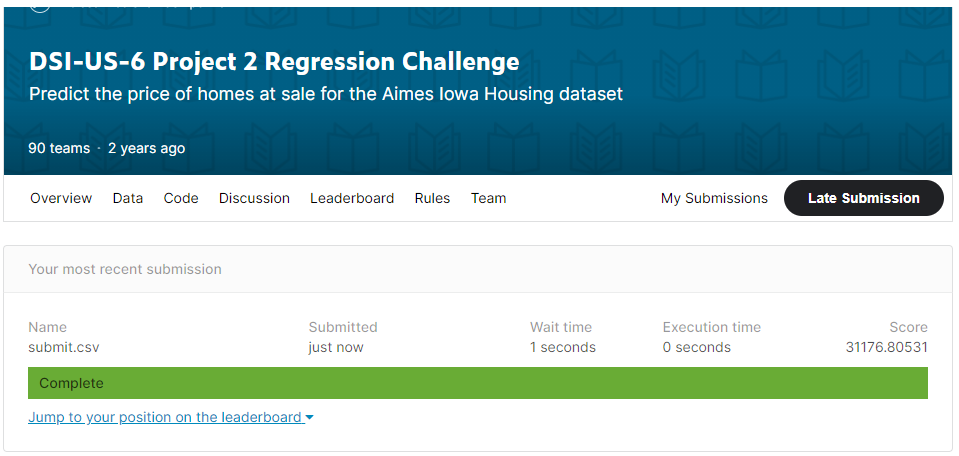 DSI-US-6 Project 2 Regression Challenge
Predict the price of homes at sale for the Aimes Iowa Housing dataset
90 teams · 2 years ago
Overview Data Code Discussion Leaderboard Rules Team My Submissions Late Submission
Your most recent submission
Name Submitted Wait time Execution time Score
submit.csv just now 1 seconds 0 seconds 31176.80531
Complete
Jump to your position on the leaderboard